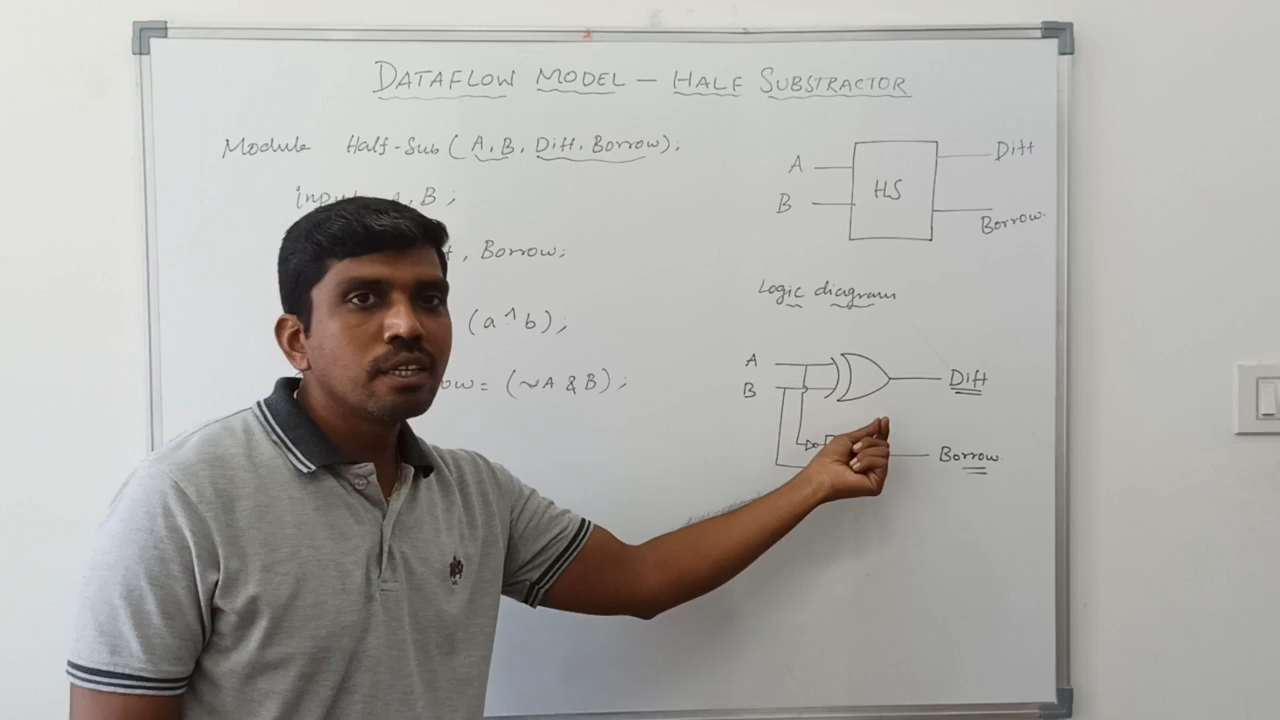 DATAFLOW MODEL — HALF SUBSTRACTOR
Module Half-Sub (A, B, Diff, Borrow);
input A, B;
, Borrow;
(a ^ b);
ow = (~A & B);
A
B
HS
Diff
Borrow.
Logic diagram
A
B
Diff
Borrow.